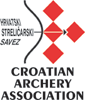 HRVATSKI
STRELIČARSKI
SAVEZ
CROATIAN
ARCHERY
ASSOCIATION